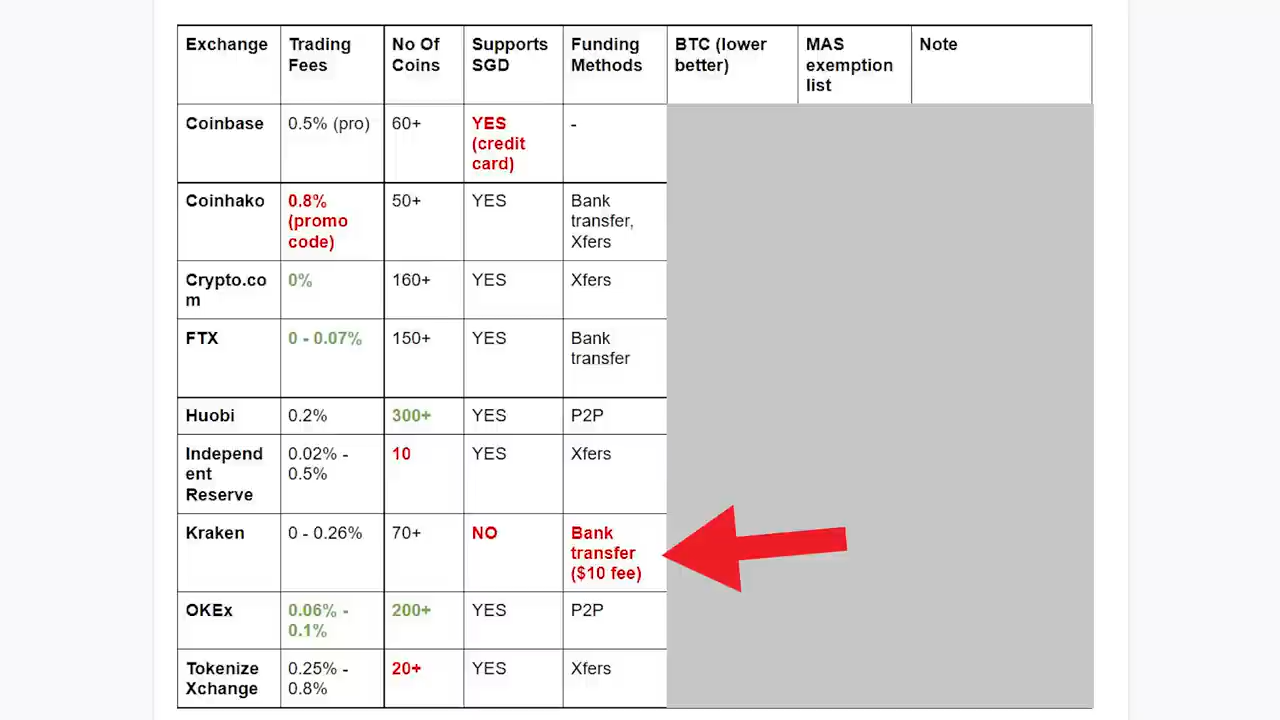 Exchange
Trading
Fees
No Of
Coins
Supports
SGD
Funding
Methods
BTC (lower
better)
MAS
exemption
list
Note
Coinbase
0.5% (pro)
60+
YES
(credit
card)
-
Coinhako
0.8%
(promo
code)
50+
YES
Bank
transfer,
Xfers
Crypto.co
m
0%
160+
YES
Xfers
FTX
0 - 0.07%
150+
YES
Bank
transfer
Huobi
0.2%
300+
YES
P2P
Independ
ent
Reserve
0.02% -
0.5%
10
YES
Xfers
Kraken
0 - 0.26%
70+
NO
Bank
transfer
($10 fee)
OKEx
0.06% -
0.1%
200+
YES
P2P
Tokenize
Xchange
0.25% -
0.8%
20+
YES
Xfers